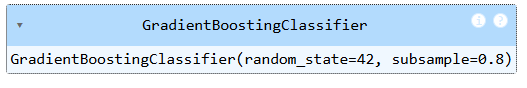 GradientBoostingClassifier
GradientBoostingClassifier(random_state=42, subsample=0.8)